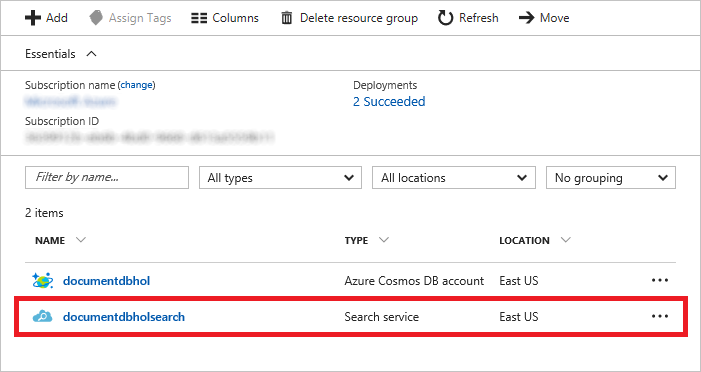 Add Assign Tags Columns Delete resource group Refresh Move
Essentials
Subscription name (change) Deployments
2 Succeeded
Subscription ID
Filter by name... All types All locations No grouping
2 items
NAME TYPE LOCATION
documentdbhol Azure Cosmos DB account East US ...
documentdbholsearch Search service East US ...